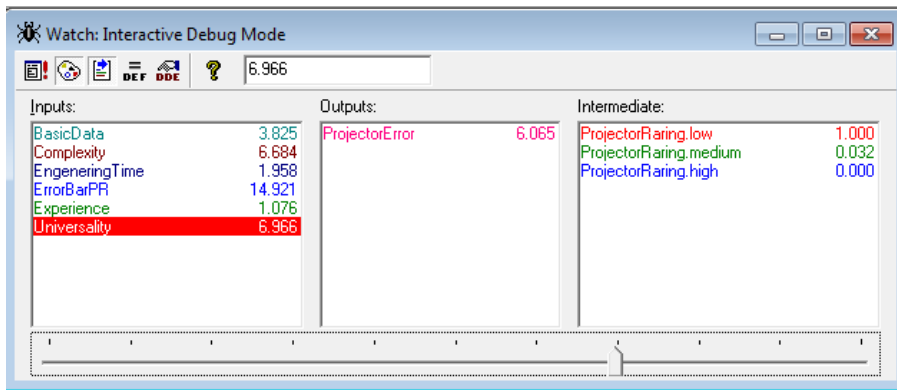 Watch: Interactive Debug Mode
DEF DDE ? 6.966
Inputs: Outputs: Intermediate:
BasicData 3.825 ProjectorError 6.065 ProjectorRaring.low 1.000
Complexity 6.684 ProjectorRaring.medium 0.032
EngeneringTime 1.958 ProjectorRaring.high 0.000
ErrorBarPR 14.921
Experience 1.076
Universality 6.966